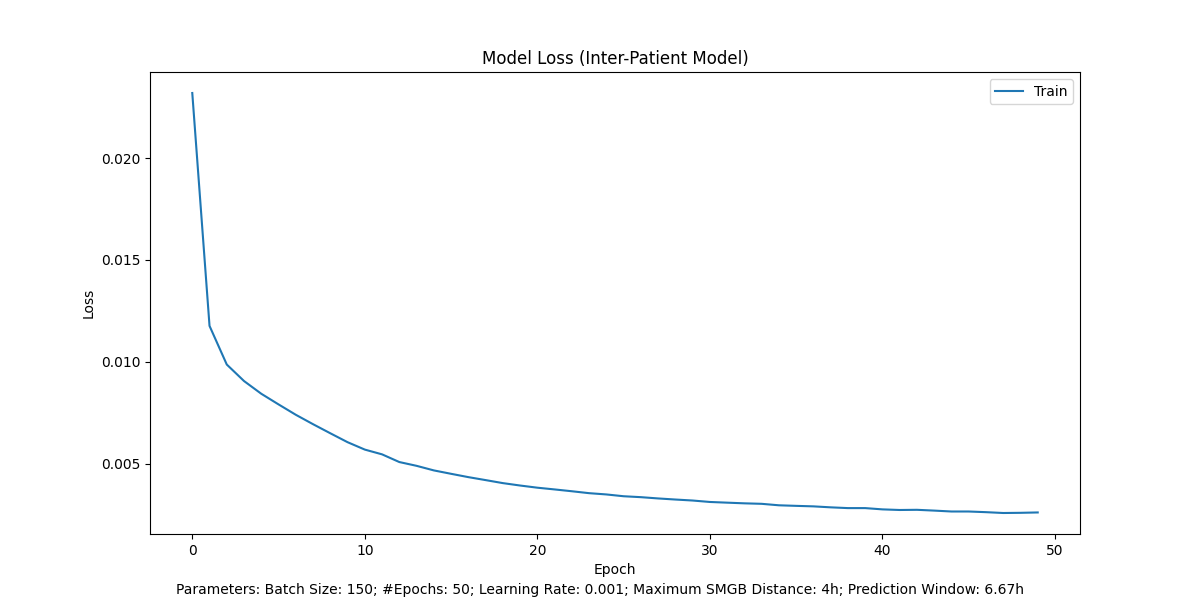 Model Loss (Inter-Patient Model)
Train
0.020
0.015
0.010
0.005
Loss
0 10 20 30 40 50
Epoch
Parameters: Batch Size: 150; #Epochs: 50; Learning Rate: 0.001; Maximum SMGB Distance: 4h; Prediction Window: 6.67h